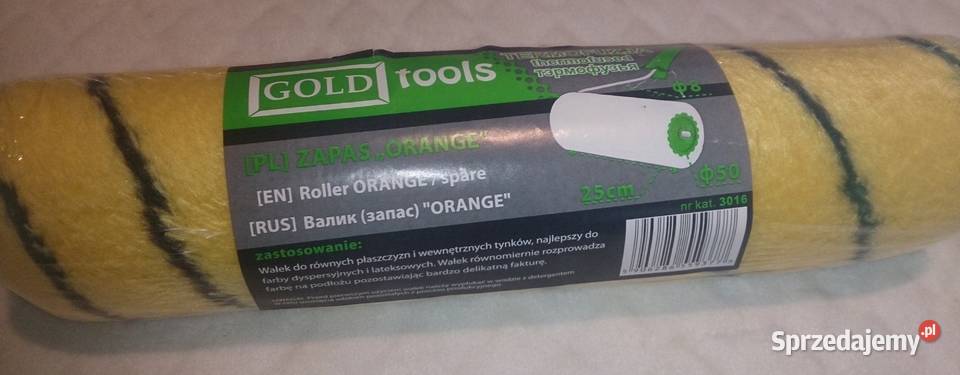 GOLD tools
ТЕРМОFUZJA
thermofused
тэрмофузья
Φ8
[PL] ZAPAS „ORANGE”
[EN] Roller ORANGE / spare
[RUS] Валик (запас) "ORANGE"
25cm
Φ50
nr kat. 3016
zastosowanie:
Wałek do równych płaszczyzn i wewnętrznych tynków, najlepszy do
farby dyspersyjnych i lateksowych. Wałek równomiernie rozprowadza
farbę na podłożu pozostawiając bardzo delikatną fakturę.
Sprzedajemy.pl